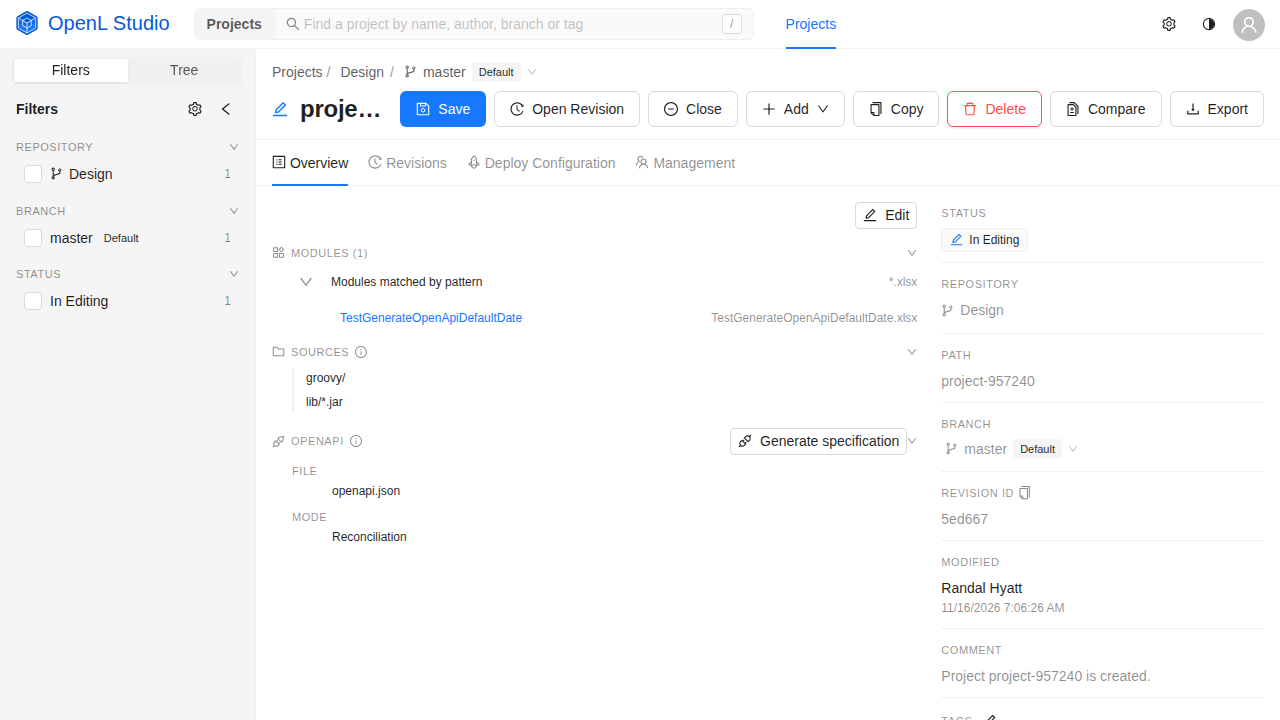 OpenL Studio
Projects
Find a project by name, author, branch or tag
/
Projects
Filters
Tree
Filters
REPOSITORY
Design
1
BRANCH
master
Default
1
STATUS
In Editing
1
Projects / Design / master Default
proje...
Save
Open Revision
Close
Add
Copy
Delete
Compare
Export
Overview
Revisions
Deploy Configuration
Management
Edit
MODULES (1)
Modules matched by pattern
*.xlsx
TestGenerateOpenApiDefaultDate
TestGenerateOpenApiDefaultDate.xlsx
SOURCES
groovy/
lib/*.jar
OPENAPI
Generate specification
FILE
openapi.json
MODE
Reconciliation
STATUS
In Editing
REPOSITORY
Design
PATH
project-957240
BRANCH
master Default
REVISION ID
5ed667
MODIFIED
Randal Hyatt
11/16/2026 7:06:26 AM
COMMENT
Project project-957240 is created.
TAGS